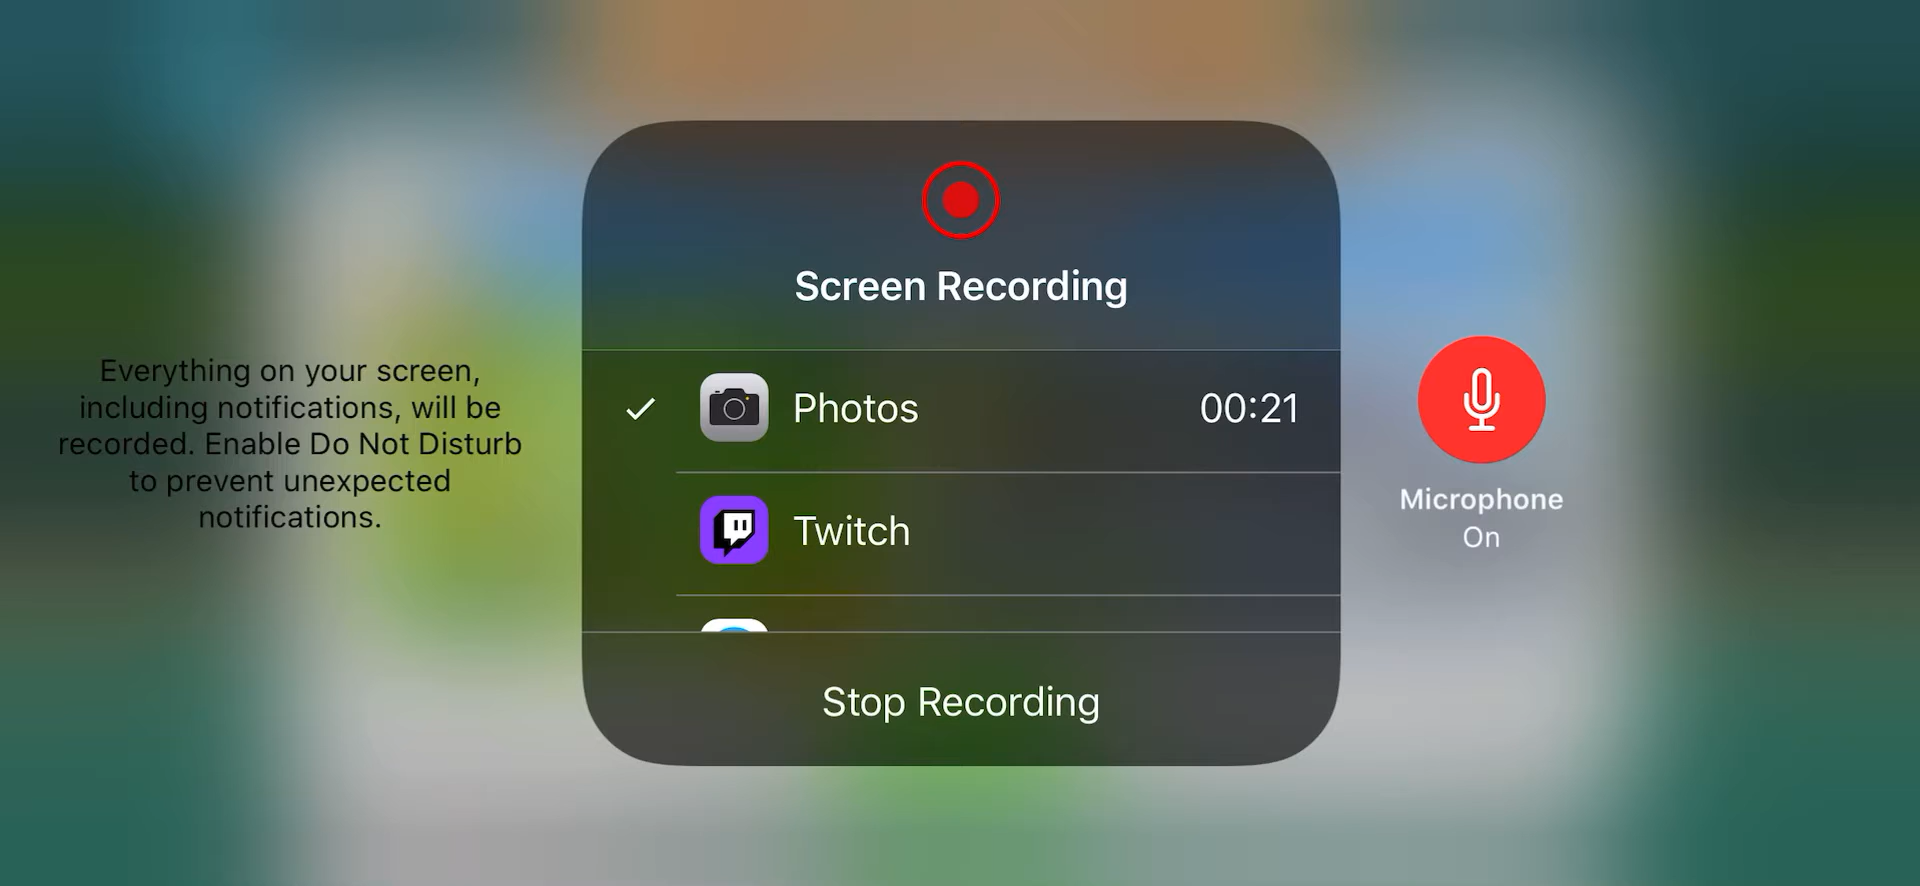 Everything on your screen,
including notifications, will be
recorded. Enable Do Not Disturb
to prevent unexpected
notifications.
Screen Recording
Photos 00:21
Twitch
Stop Recording
Microphone
On